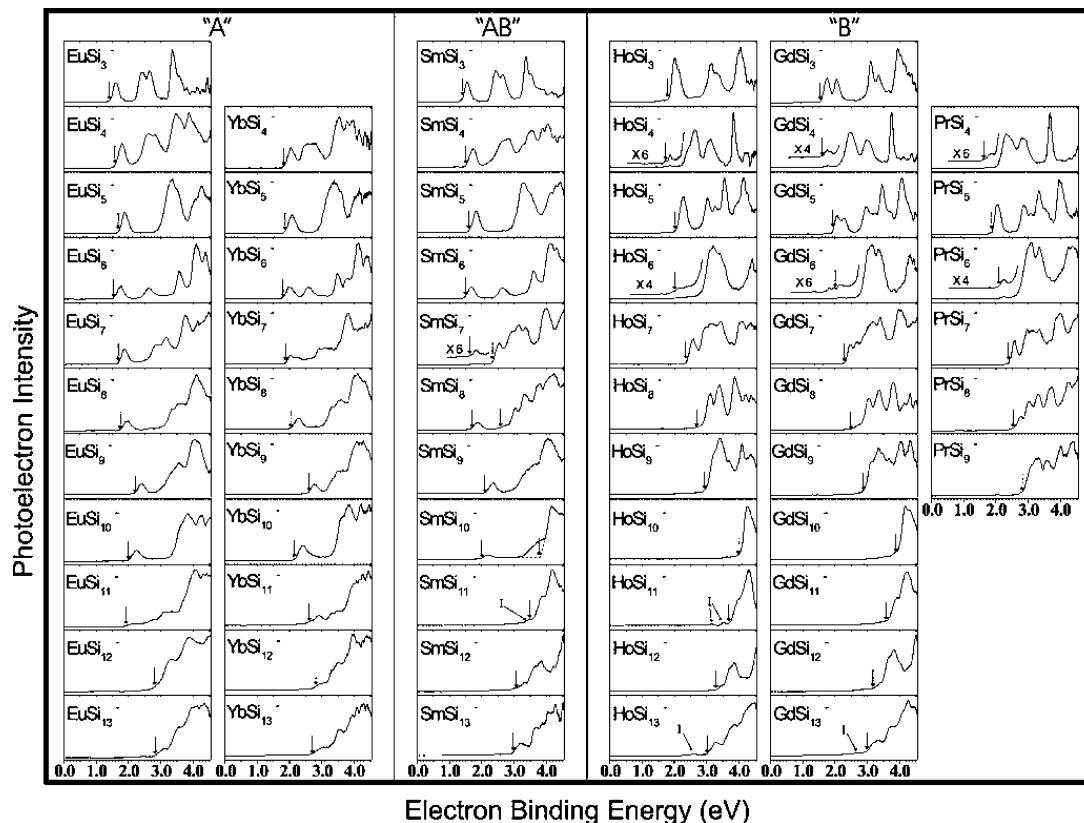 "A" "AB" "B"
EuSi3- SmSi3- HoSi3- GdSi3-
EuSi4- YbSi4- SmSi4- HoSi4- GdSi4- PrSi4-
X6 X4 X6
EuSi5- YbSi5- SmSi5- HoSi5- GdSi5- PrSi5-
EuSi6- YbSi6- SmSi6- HoSi6- GdSi6- PrSi6-
X4 X6 X4
EuSi7- YbSi7- SmSi7- HoSi7- GdSi7- PrSi7-
X6
EuSi8- YbSi8- SmSi8- HoSi8- GdSi8- PrSi8-
EuSi9- YbSi9- SmSi9- HoSi9- GdSi9- PrSi9-
0.0 1.0 2.0 3.0 4.0
EuSi10- YbSi10- SmSi10- HoSi10- GdSi10-
EuSi11- YbSi11- SmSi11- HoSi11- GdSi11-
I I
EuSi12- YbSi12- SmSi12- HoSi12- GdSi12-
EuSi13- YbSi13- SmSi13- HoSi13- GdSi13-
I I
0.0 1.0 2.0 3.0 4.0 0.0 1.0 2.0 3.0 4.0 0.0 1.0 2.0 3.0 4.0 0.0 1.0 2.0 3.0 4.0 0.0 1.0 2.0 3.0 4.0
Photoelectron Intensity
Electron Binding Energy (eV)